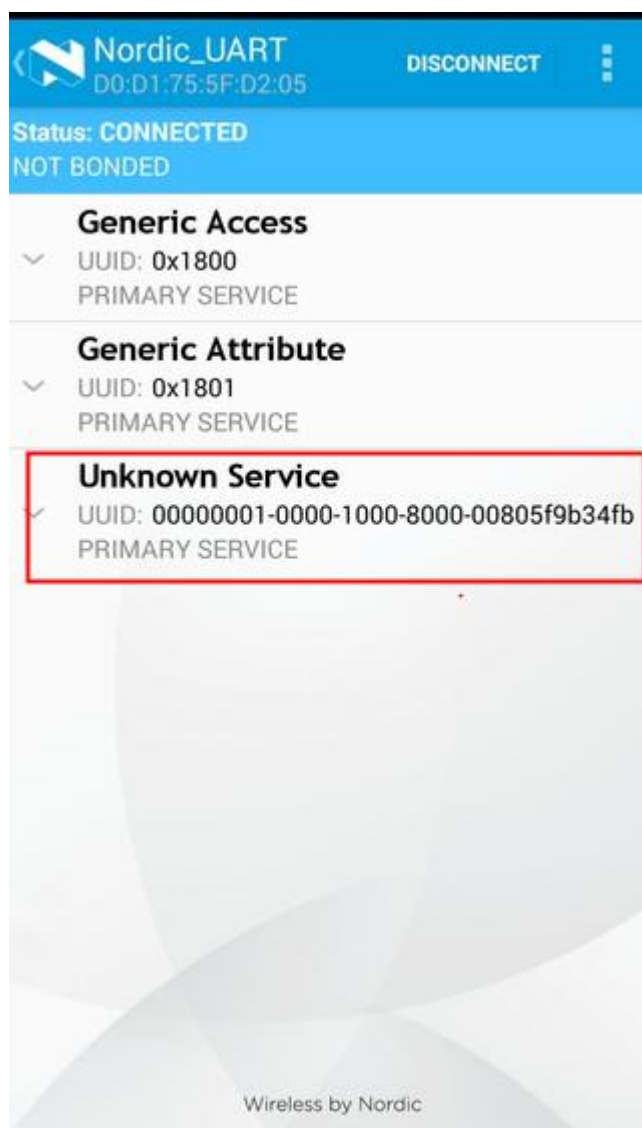 Nordic_UART
DISCONNECT
D0:D1:75:5F:D2:05
Status: CONNECTED
NOT BONDED
Generic Access
UUID: 0x1800
PRIMARY SERVICE
Generic Attribute
UUID: 0x1801
PRIMARY SERVICE
Unknown Service
UUID: 00000001-0000-1000-8000-00805f9b34fb
PRIMARY SERVICE
Wireless by Nordic